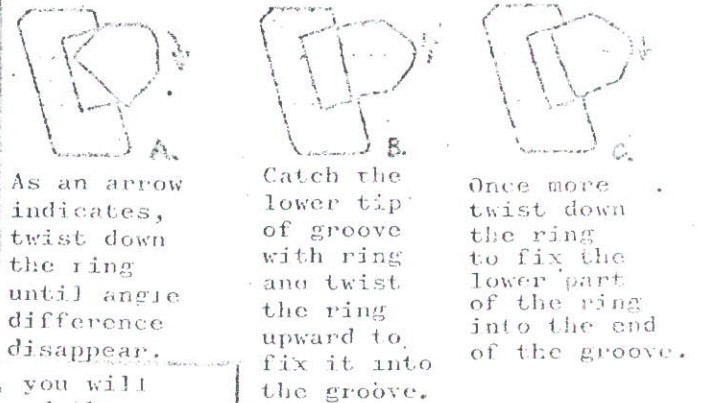 A.
B.
C.
As an arrow
indicates,
twist down
the ring
until angle
difference
disappear.
Catch the
lower tip
of groove
with ring
and twist
the ring
upward to
fix it into
the groove.
Once more
twist down
the ring
to fix the
lower part
of the ring
into the end
of the groove.
you will